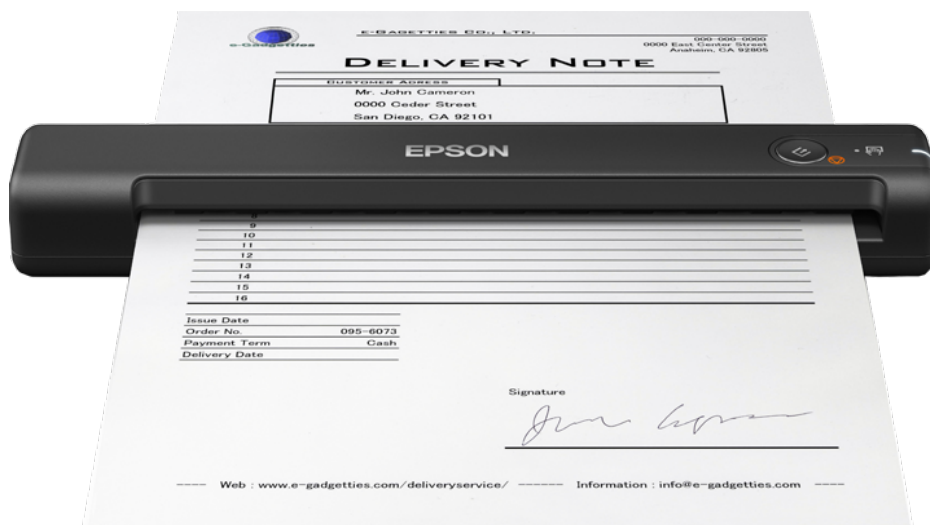 e-Gadgetties
E-GAGETTIES CO., LTD.
000-000-0000
0000 East Center Street
Anaheim, CA 92805
DELIVERY NOTE
CUSTOMER ADRESS
Mr. John Cameron
0000 Ceder Street
San Diego, CA 92101
EPSON
8
9
10
11
12
13
14
15
16
Issue Date
Order No. 095-6073
Payment Term Cash
Delivery Date
Signature
---- Web : www.e-gadgetties.com/deliveryservice/ ------ Information : info@e-gadgetties.com ----